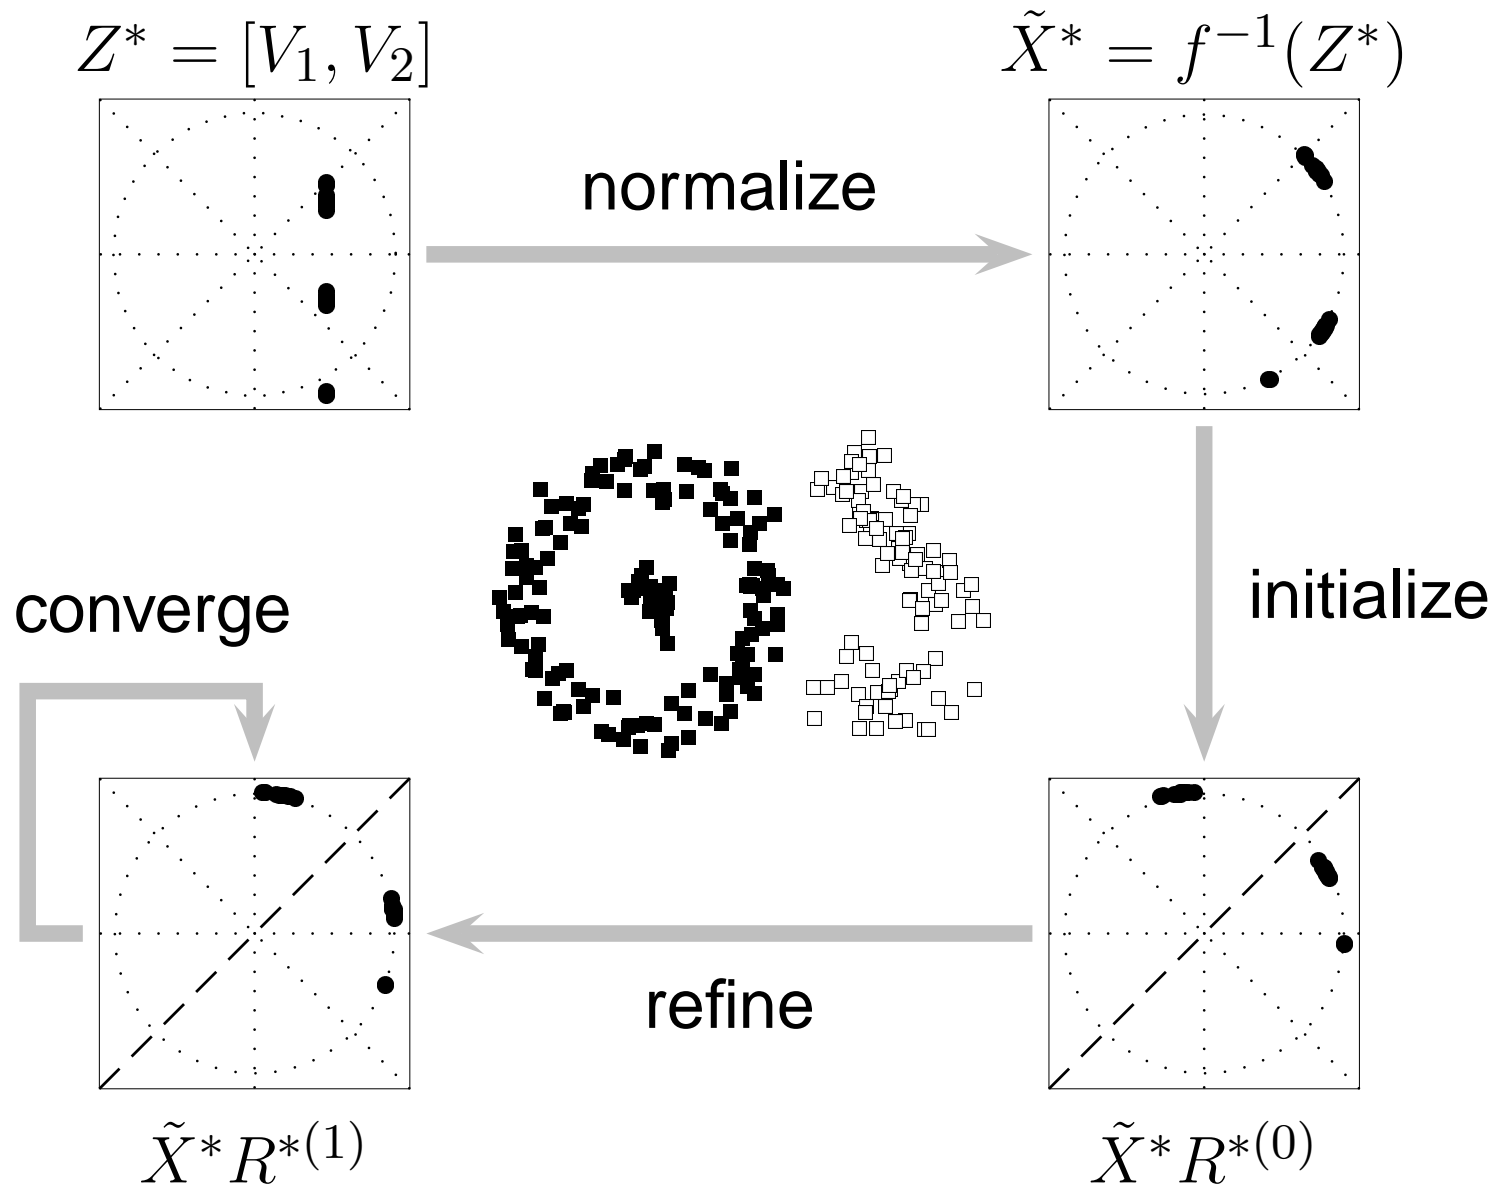 Z* = [V₁, V₂]
X̃* = f⁻¹(Z*)
normalize
initialize
converge
refine
X̃*R*⁽¹⁾
X̃*R*⁽⁰⁾